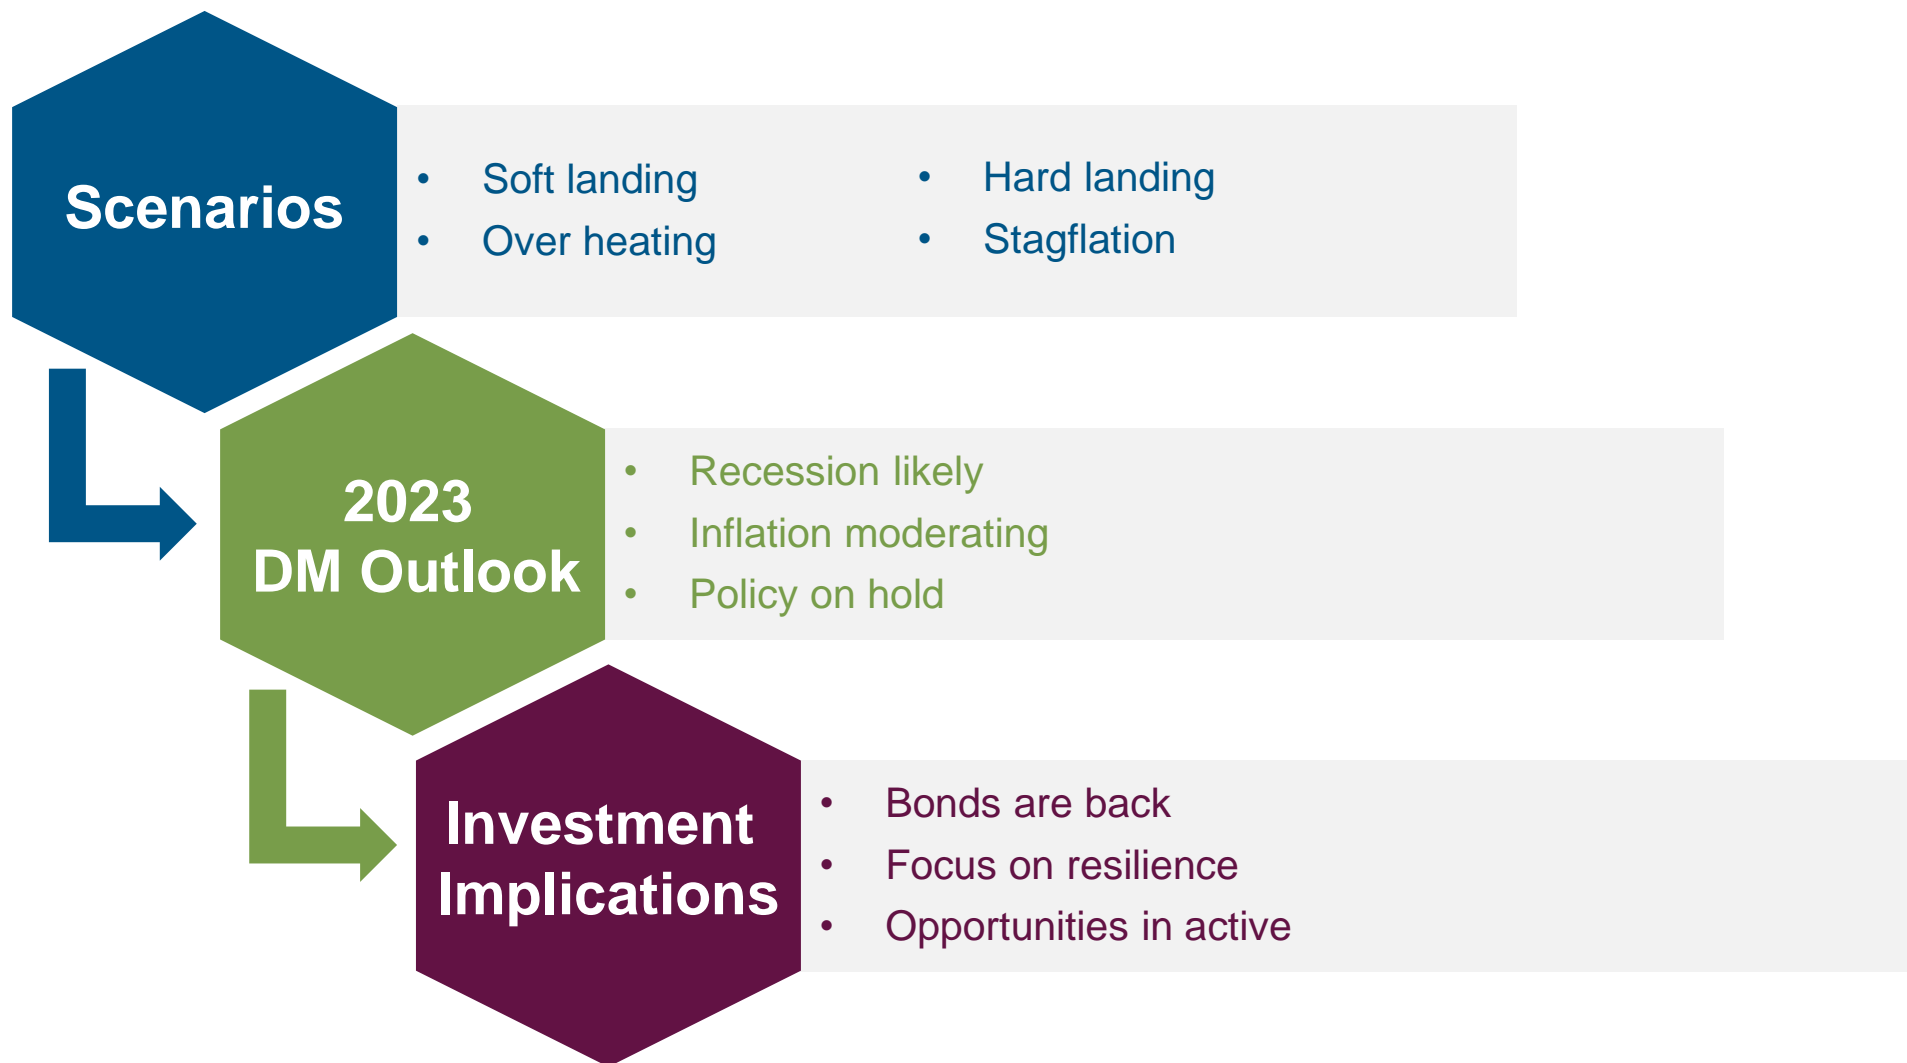 Scenarios
• Soft landing
• Over heating
• Hard landing
• Stagflation
2023
DM Outlook
• Recession likely
• Inflation moderating
• Policy on hold
Investment
Implications
• Bonds are back
• Focus on resilience
• Opportunities in active